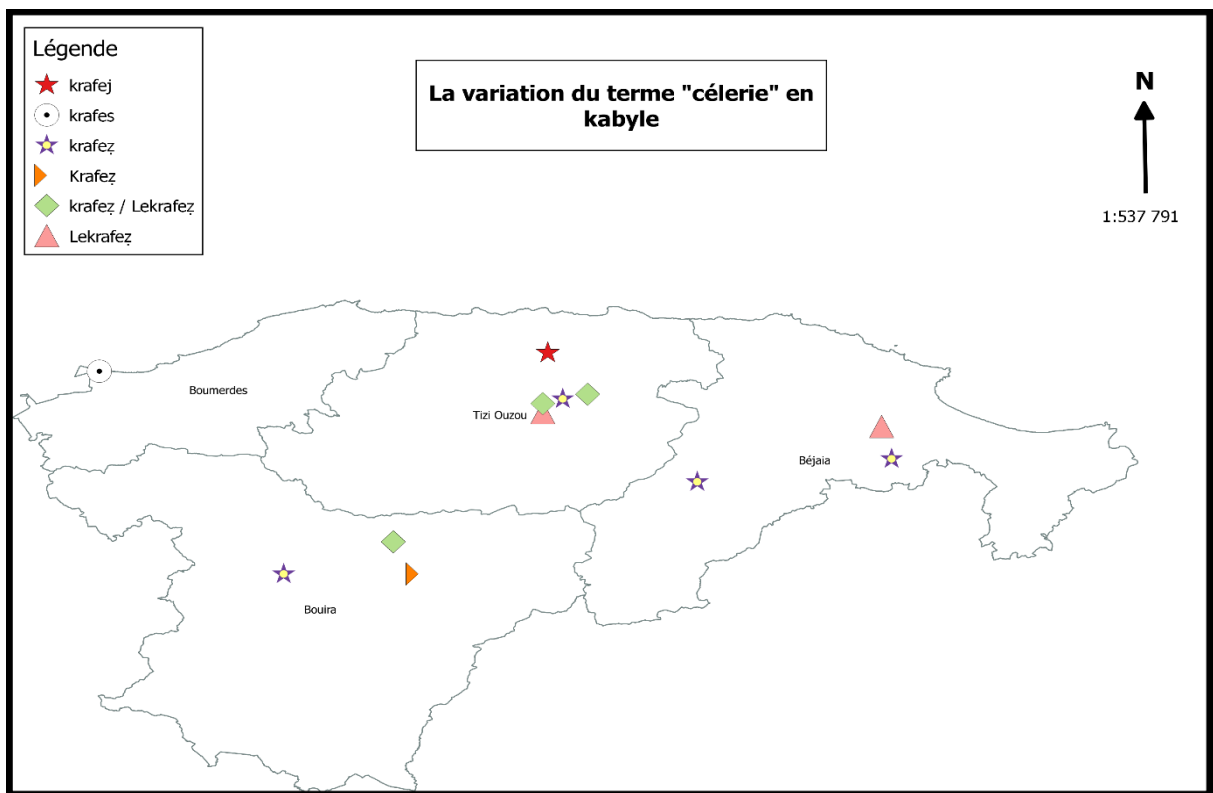 Légende
krafej
krafes
krafeẓ
Krafeẓ
krafeẓ / Lekrafeẓ
Lekrafeẓ
La variation du terme "célerie" en
kabyle
N
1:537 791
Boumerdes
Tizi Ouzou
Béjaia
Bouira